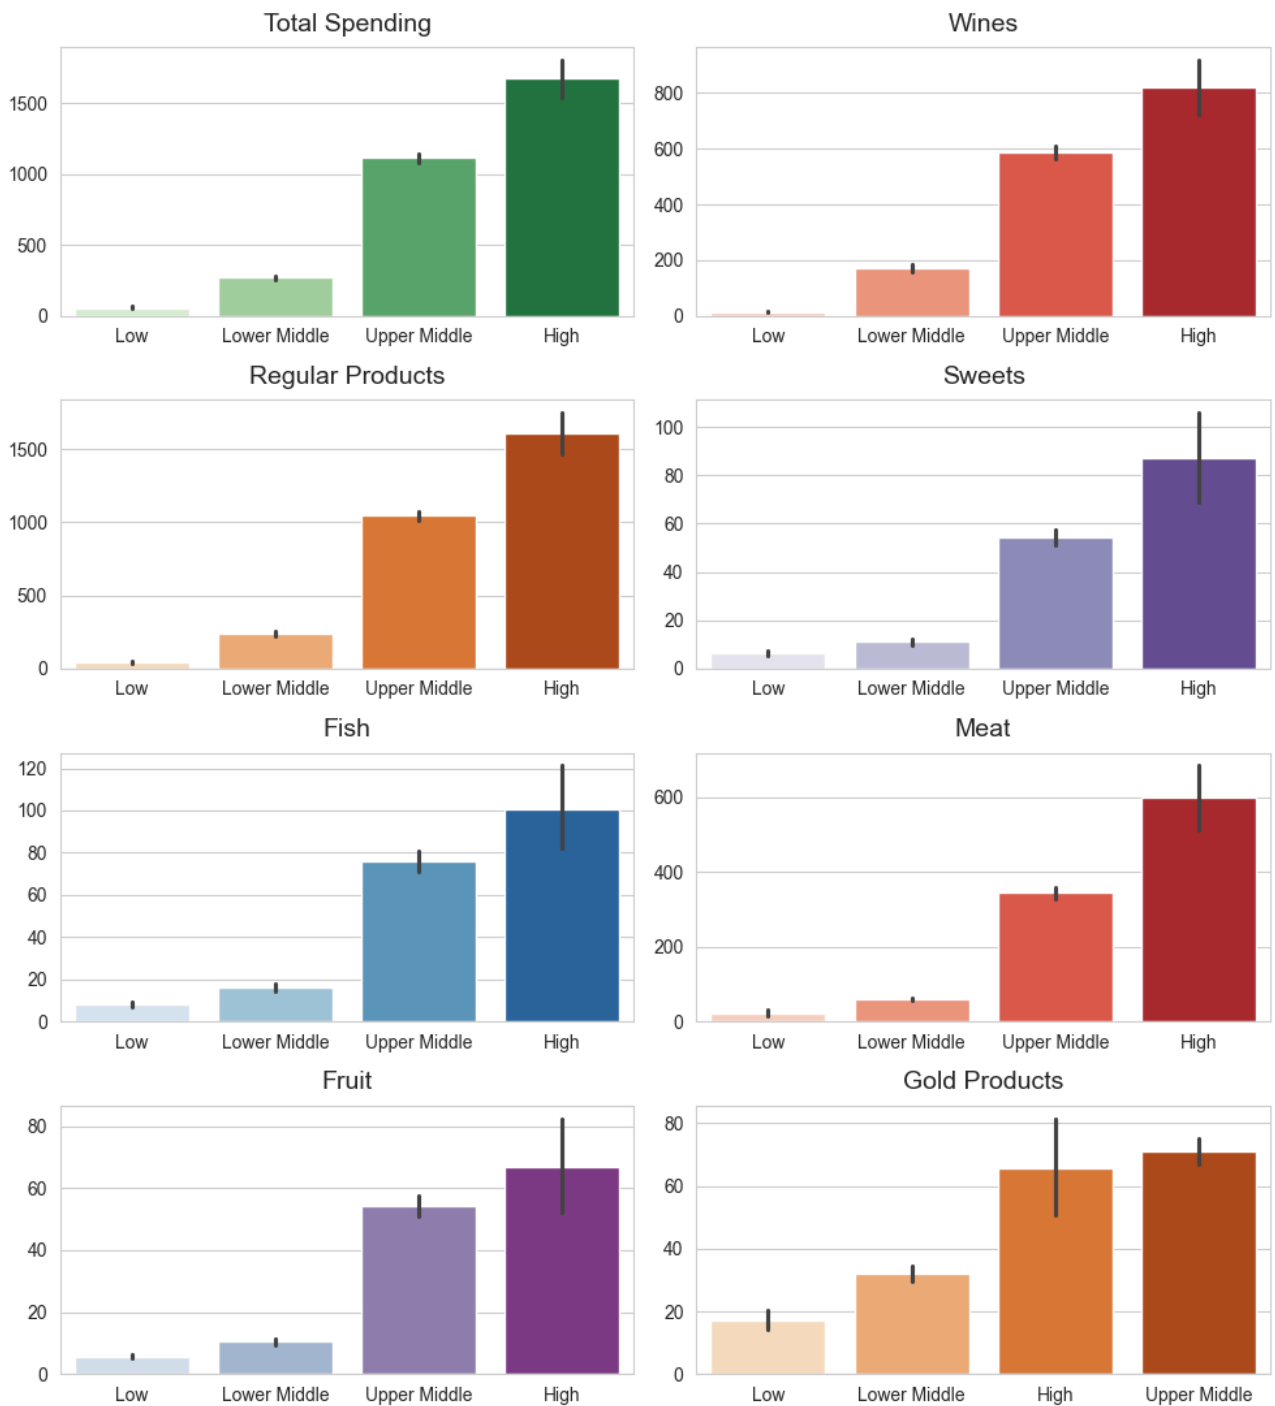 Total Spending
1500
1000
500
0
Low Lower Middle Upper Middle High
Wines
800
600
400
200
0
Low Lower Middle Upper Middle High
Regular Products
1500
1000
500
0
Low Lower Middle Upper Middle High
Sweets
100
80
60
40
20
0
Low Lower Middle Upper Middle High
Fish
120
100
80
60
40
20
0
Low Lower Middle Upper Middle High
Meat
600
400
200
0
Low Lower Middle Upper Middle High
Fruit
80
60
40
20
0
Low Lower Middle Upper Middle High
Gold Products
80
60
40
20
0
Low Lower Middle High Upper Middle